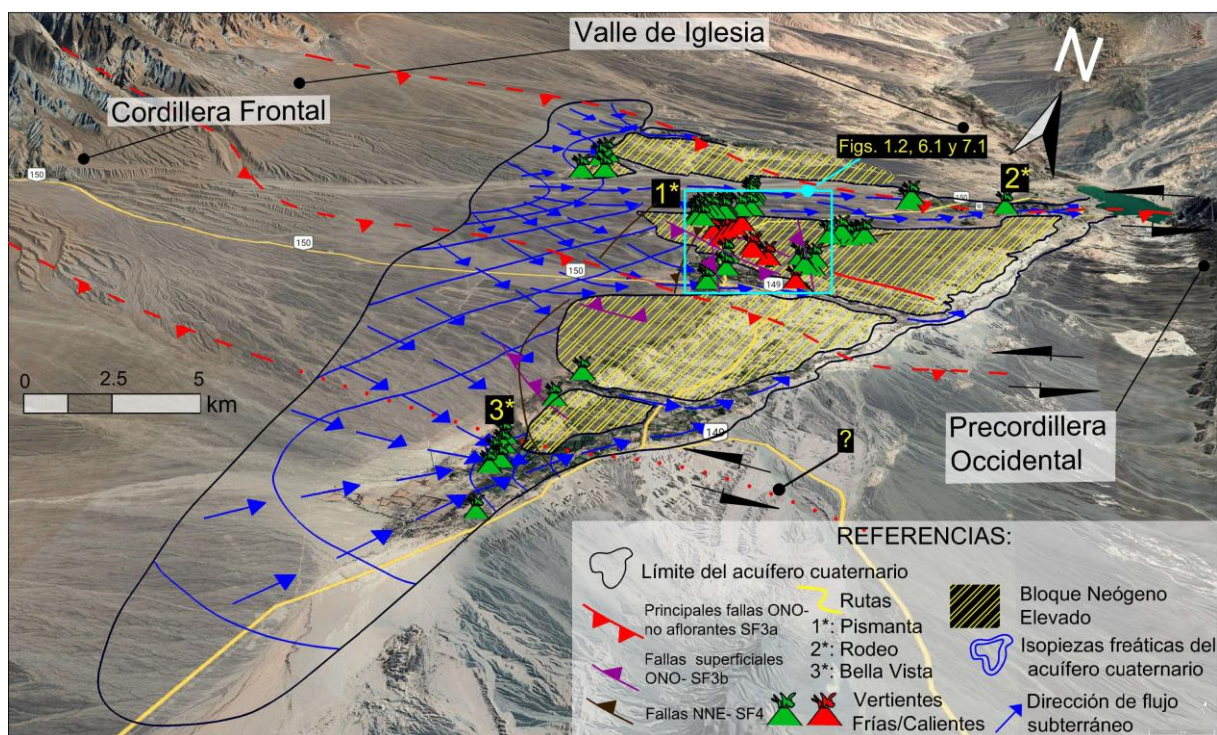 Valle de Iglesia
N
Cordillera Frontal
Figs. 1.2, 6.1 y 7.1
150
1*
2*
150
150
150
149
0 2.5 5
km
3*
149
?
Precordillera
Occidental
REFERENCIAS:
Límite del acuífero cuaternario
Principales fallas ONO-
no aflorantes SF3a
Fallas superficiales
ONO- SF3b
Fallas NNE- SF4
Rutas
1*: Pismanta
2*: Rodeo
3*: Bella Vista
Vertientes
Frías/Calientes
Bloque Neógeno
Elevado
Isopiezas freáticas del
acuífero cuaternario
Dirección de flujo
subterráneo